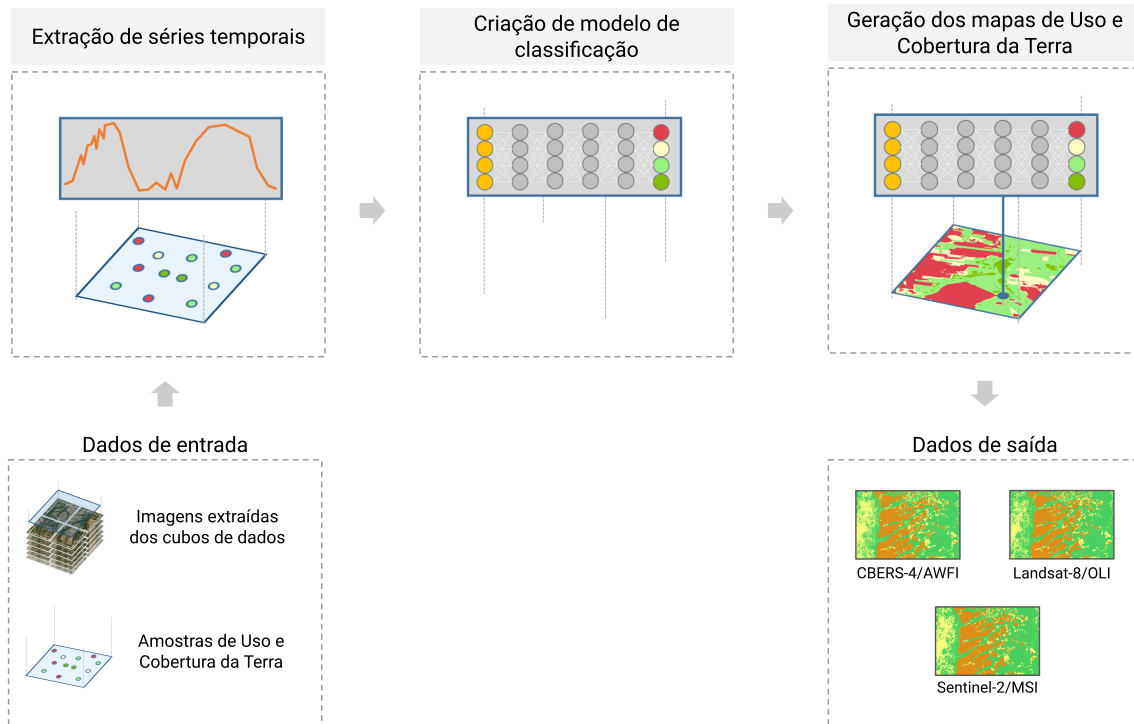 Extração de séries temporais
Criação de modelo de
classificação
Geração dos mapas de Uso e
Cobertura da Terra
Dados de entrada
Imagens extraídas
dos cubos de dados
Amostras de Uso e
Cobertura da Terra
Dados de saída
CBERS-4/AWFI
Landsat-8/OLI
Sentinel-2/MSI